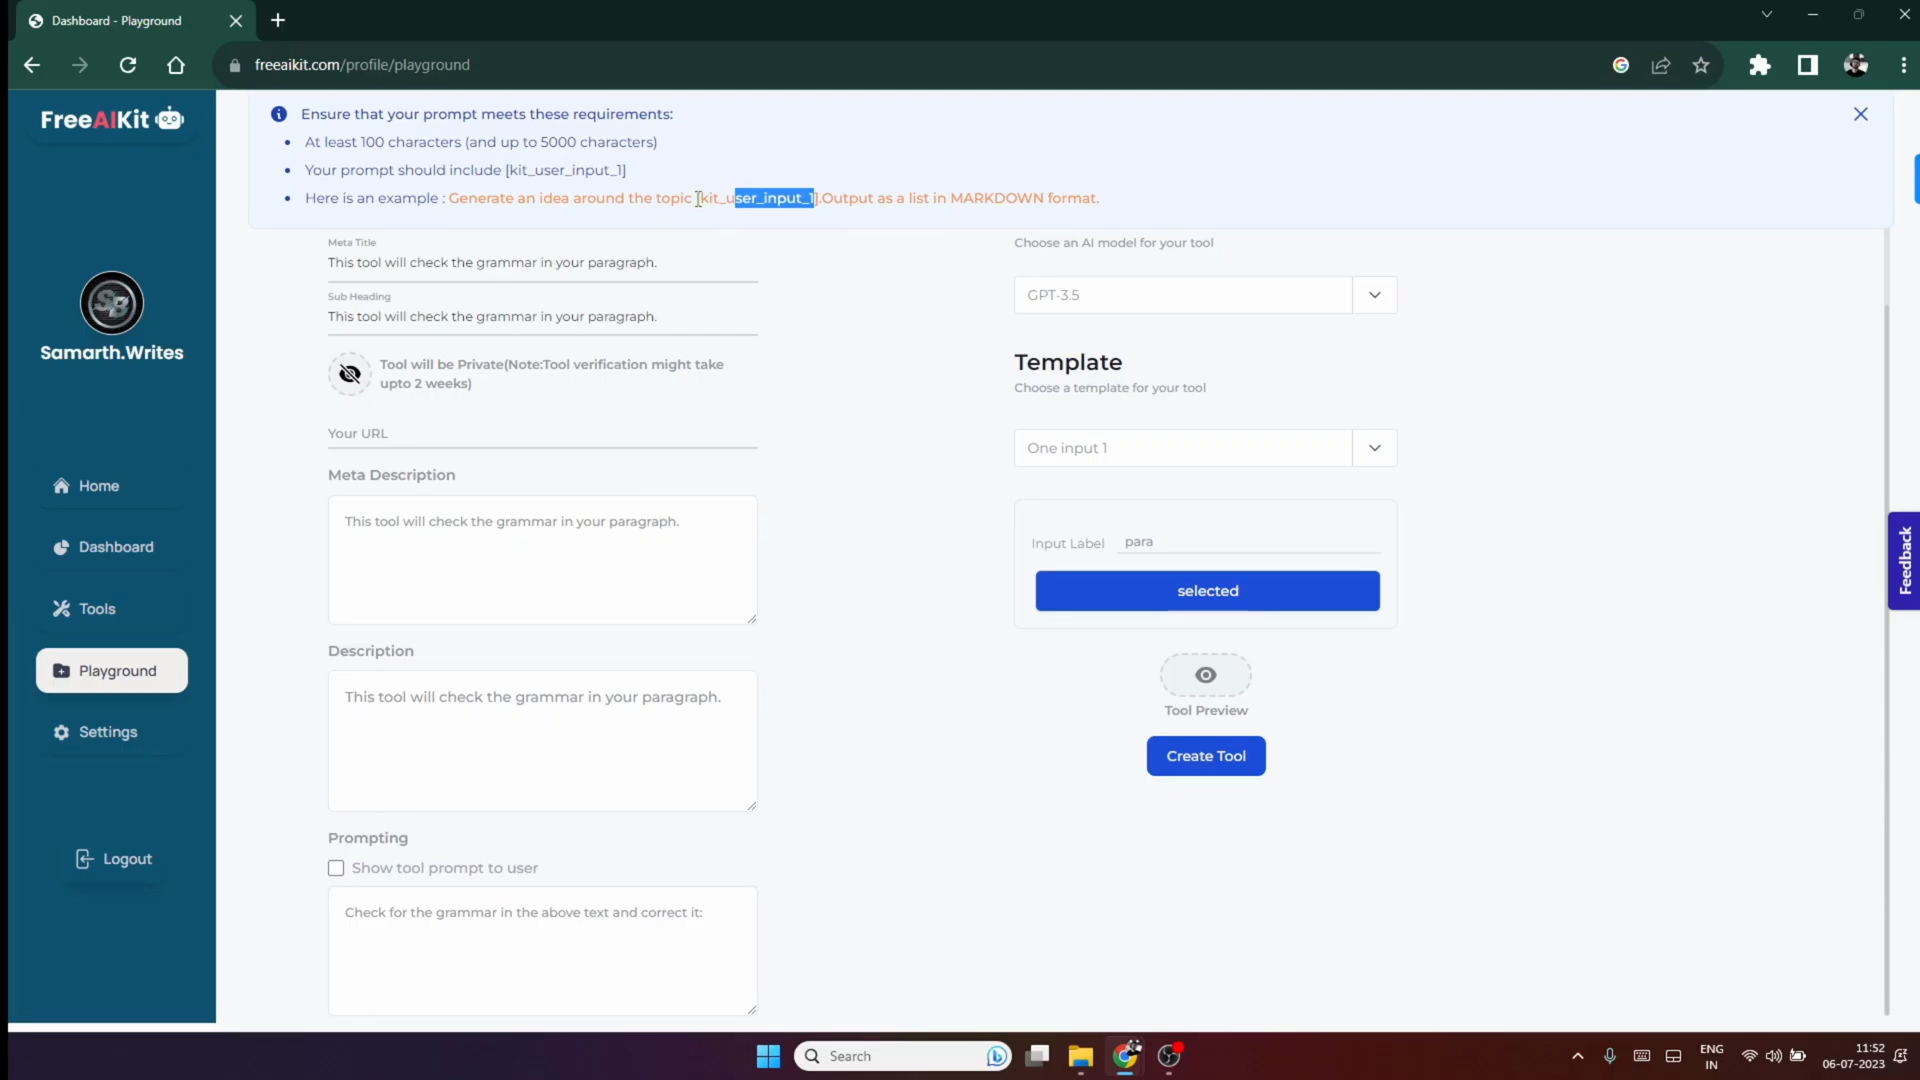 Dashboard - Playground
freeaikit.com/profile/playground
FreeAIKit
Ensure that your prompt meets these requirements:
At least 100 characters (and up to 5000 characters)
Your prompt should include [kit_user_input_1]
Here is an example : Generate an idea around the topic [kit_user_input_1].Output as a list in MARKDOWN format.
Meta Title
This tool will check the grammar in your paragraph.
Sub Heading
This tool will check the grammar in your paragraph.
Tool will be Private(Note:Tool verification might take
upto 2 weeks)
Your URL
Meta Description
This tool will check the grammar in your paragraph.
Description
This tool will check the grammar in your paragraph.
Prompting
Show tool prompt to user
Check for the grammar in the above text and correct it:
Choose an AI model for your tool
GPT-3.5
Template
Choose a template for your tool
One input 1
Input Label para
selected
Tool Preview
Create Tool
SB
Samarth.Writes
Home
Dashboard
Tools
Playground
Settings
Logout
Feedback
Search
ENG
IN
11:52
06-07-2023